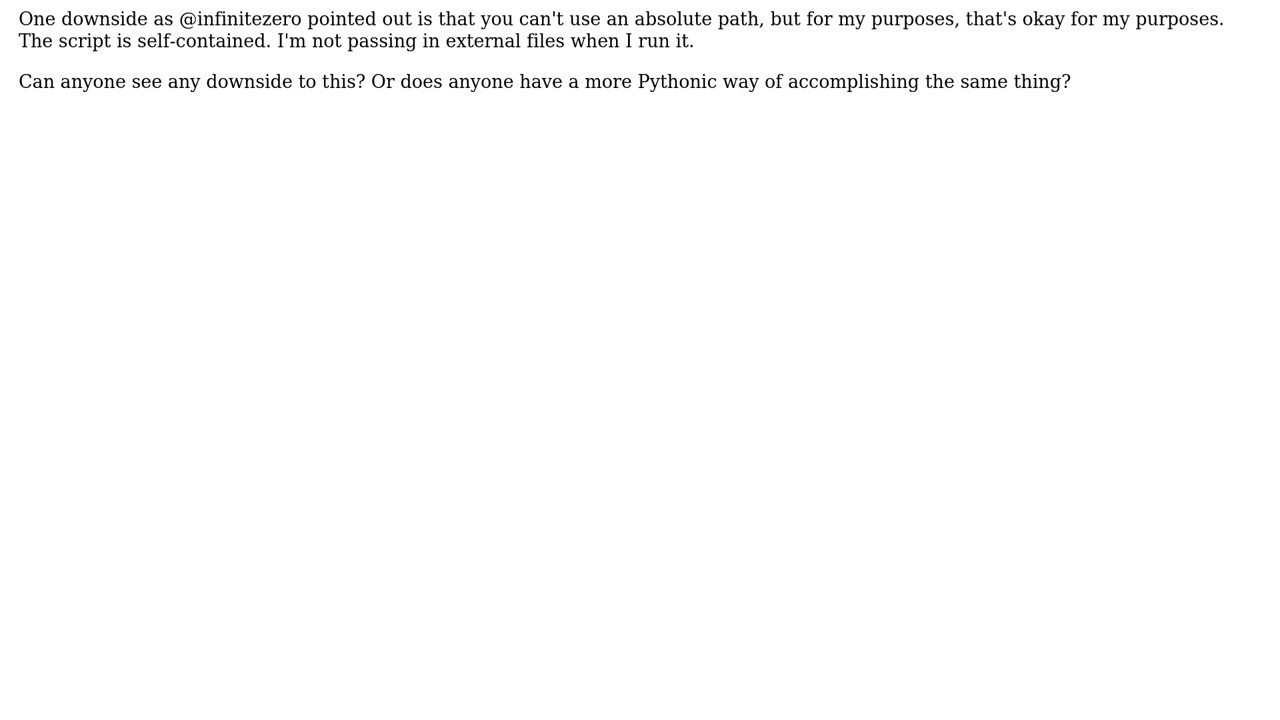 One downside as @infinitezero pointed out is that you can't use an absolute path, but for my purposes, that's okay for my purposes.
The script is self-contained. I'm not passing in external files when I run it.
Can anyone see any downside to this? Or does anyone have a more Pythonic way of accomplishing the same thing?